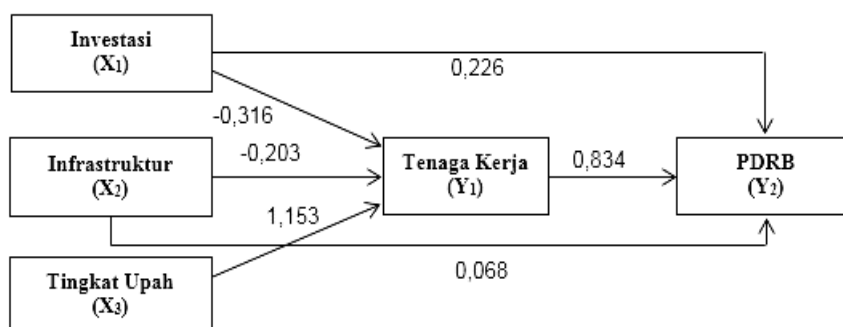 Investasi
(X1)
0,226
-0,316
Infrastruktur
(X2)
-0,203
Tenaga Kerja
(Y1)
0,834
PDRB
(Y2)
1,153
0,068
Tingkat Upah
(X3)